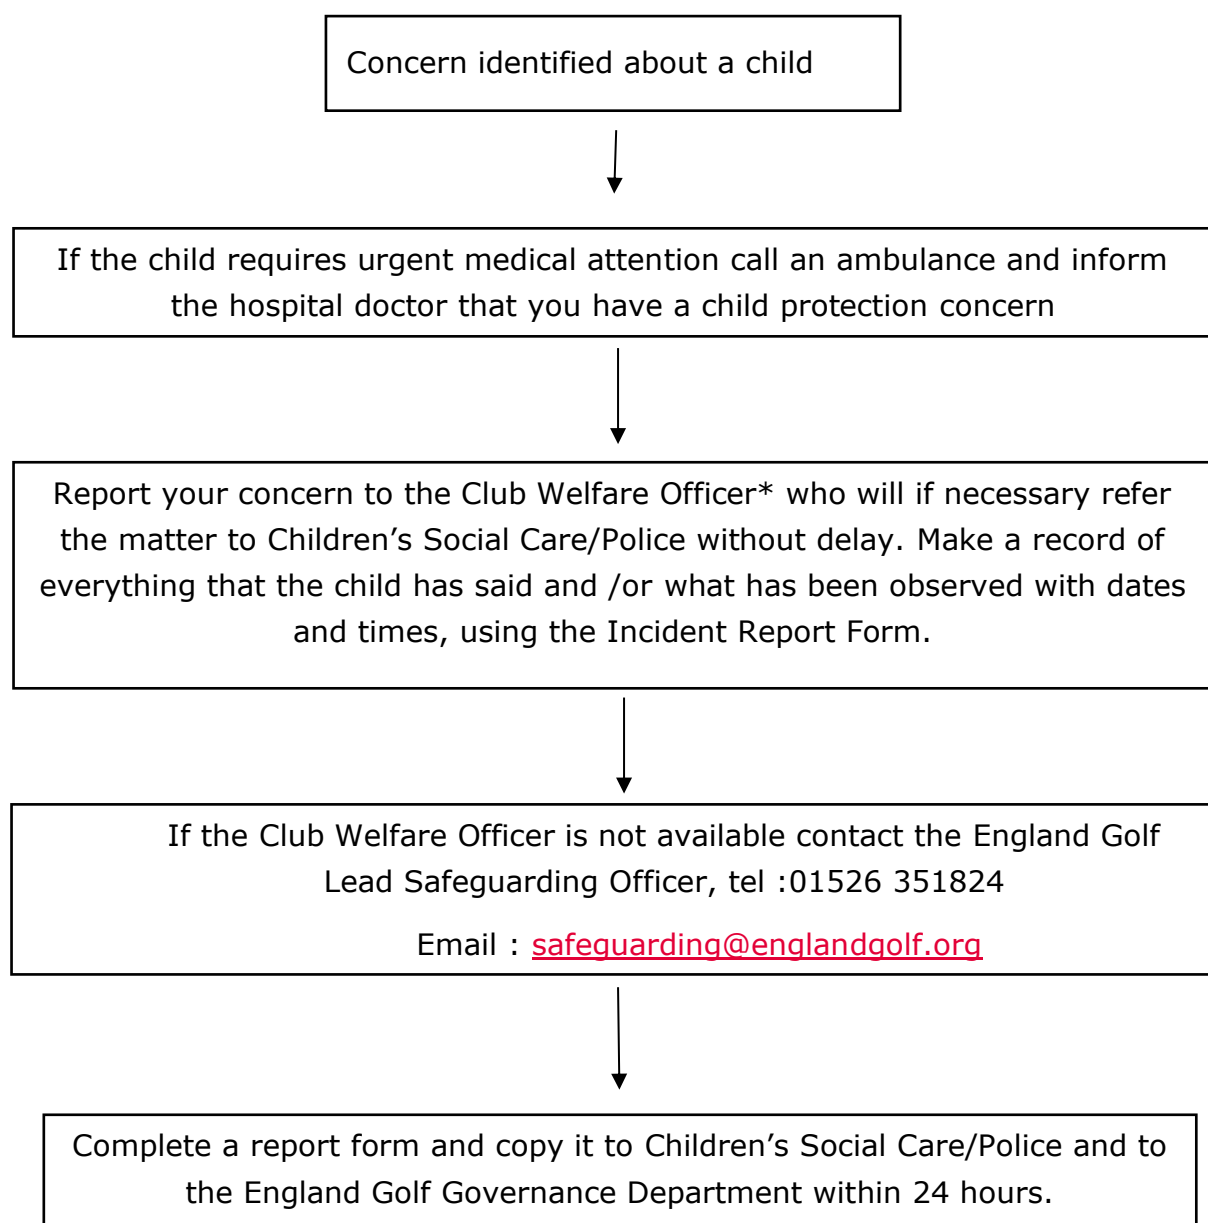 Concern identified about a child
If the child requires urgent medical attention call an ambulance and inform
the hospital doctor that you have a child protection concern
Report your concern to the Club Welfare Officer* who will if necessary refer
the matter to Children’s Social Care/Police without delay. Make a record of
everything that the child has said and /or what has been observed with dates
and times, using the Incident Report Form.
If the Club Welfare Officer is not available contact the England Golf
Lead Safeguarding Officer, tel :01526 351824
Email : safeguarding@englandgolf.org
Complete a report form and copy it to Children’s Social Care/Police and to
the England Golf Governance Department within 24 hours.